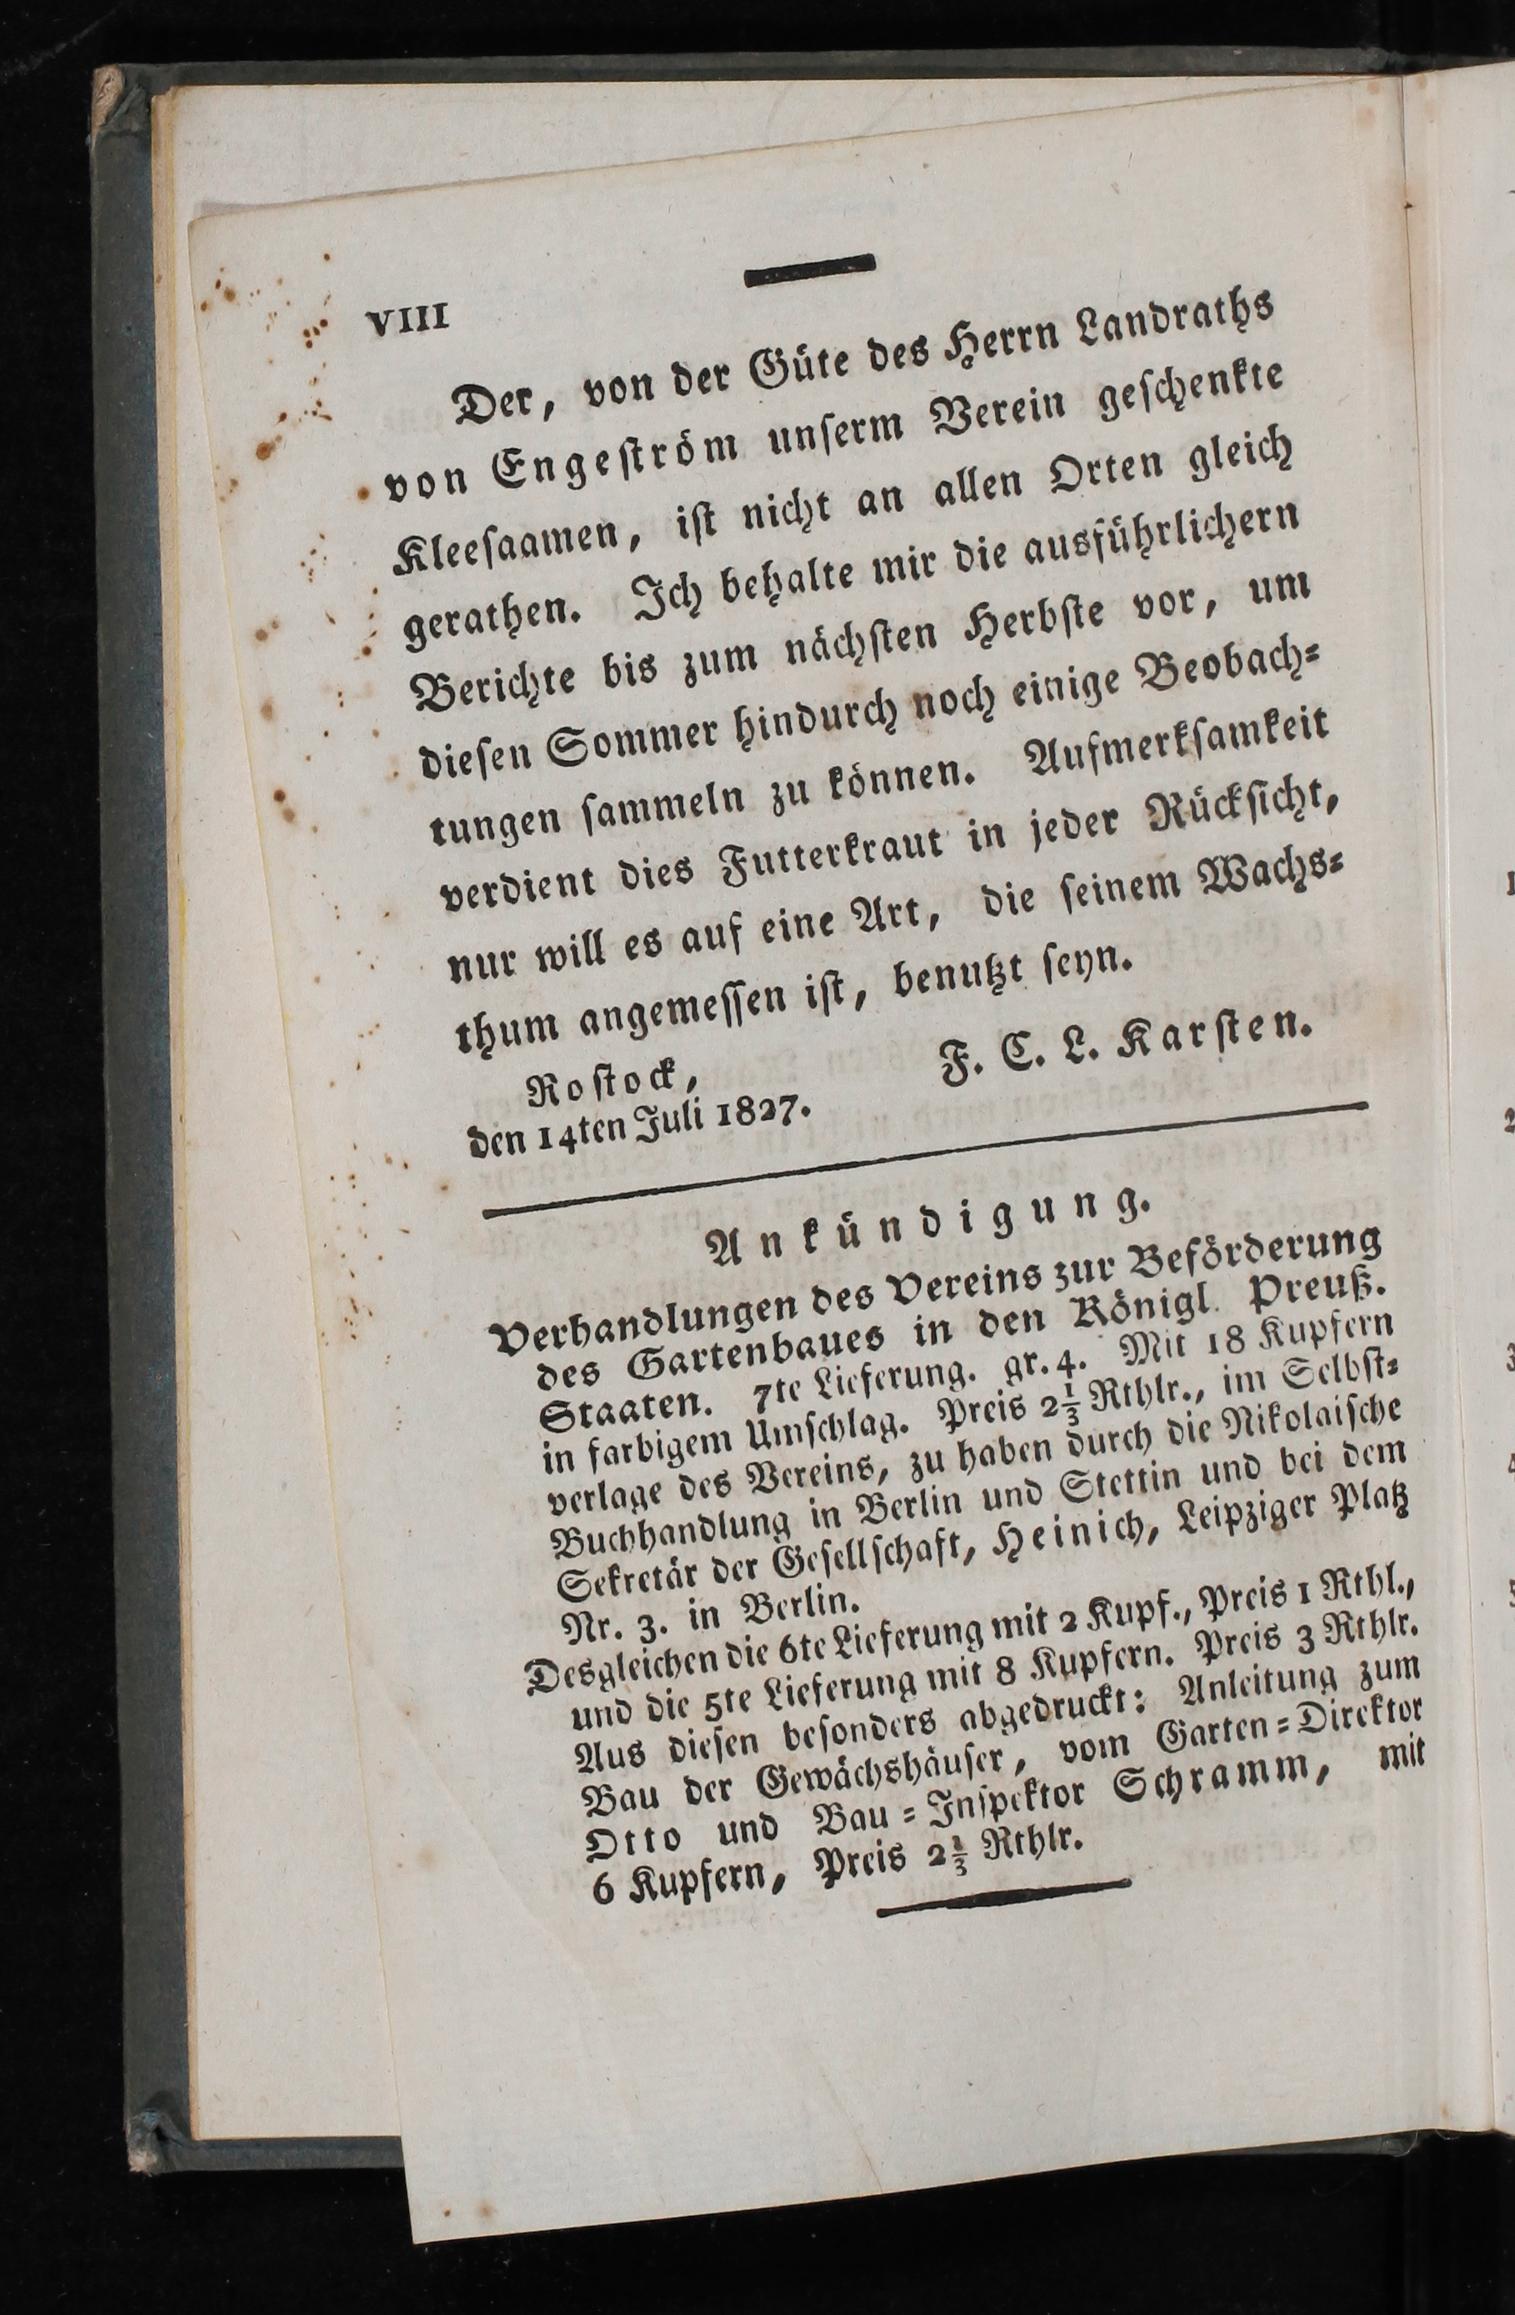 VIII
Der, von der Güte des Herrn Landraths
von Engeſtröm unſerm Verein geſchenkte
Kleeſaamen, iſt nicht an allen Orten gleich
gerathen. Ich behalte mir die ausführlichern
Berichte bis zum nächſten Herbſte vor, um
dieſen Sommer hindurch noch einige Beobach⸗
tungen ſammeln zu können. Aufmerkſamkeit
verdient dies Futterkraut in jeder Rückſicht,
nur will es auf eine Art, die ſeinem Wachs⸗
thum angemeſſen iſt, benutzt ſeyn.
Roſtock,
F. C. L. Karſten.
den 14ten Juli 1827.
Ankündigung.
Verhandlungen des Vereins zur Beförderung
des Gartenbaues in den Königl. Preuß.
Staaten. 7te Lieferung. gr. 4. Mit 18 Kupfern
in farbigem Umſchlag. Preis 2⅓ Rthlr., im Selbſt⸗
verlage des Vereins, zu haben durch die Nikolaiſche
Buchhandlung in Berlin und Stettin und bei dem
Sekretär der Geſellſchaft, Heinich, Leipziger Platz
Nr. 3. in Berlin.
Desgleichen die 6te Lieferung mit 2 Kupf., Preis 1 Rthl.,
und die 5te Lieferung mit 8 Kupfern. Preis 3 Rthlr.
Aus dieſen beſonders abgedruckt: Anleitung zum
Bau der Gewächshäuſer, vom Garten⸗Direktor
Otto und Bau⸗Inſpektor Schramm, mit
6 Kupfern, Preis 2⅓ Rthlr.